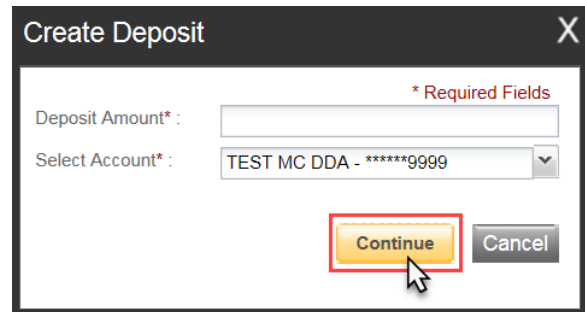 Create Deposit X
* Required Fields
Deposit Amount* :
Select Account* : TEST MC DDA - ******9999
Continue Cancel